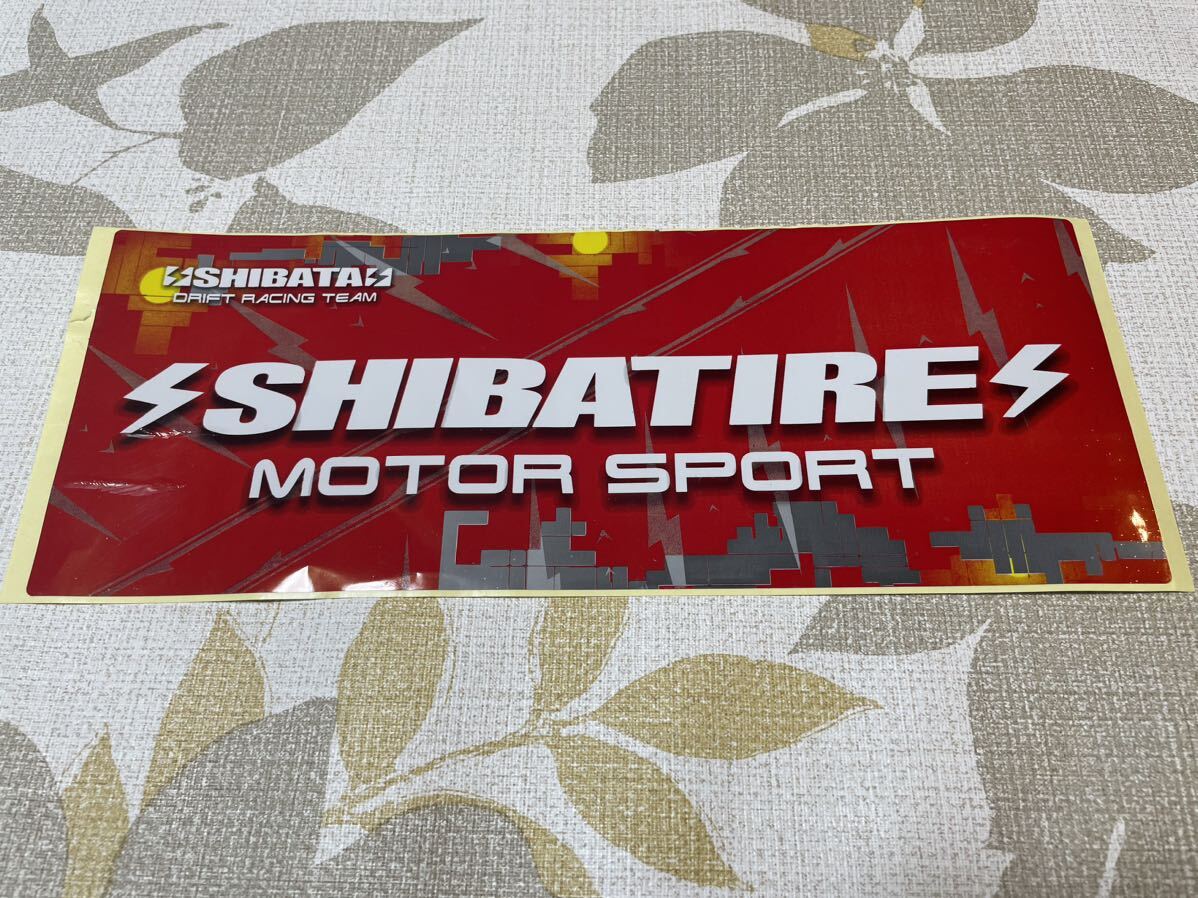 SHIBATA
DRIFT RACING TEAM
SHIBATIRE
MOTOR SPORT